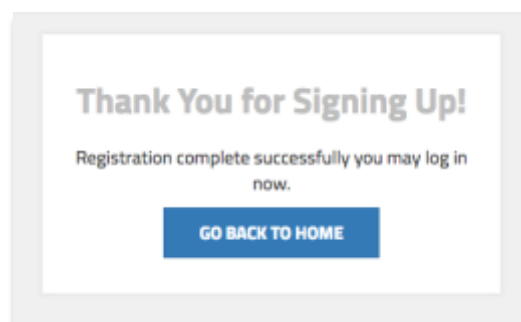 Thank You for Signing Up!
Registration complete successfully you may log in
now.
GO BACK TO HOME